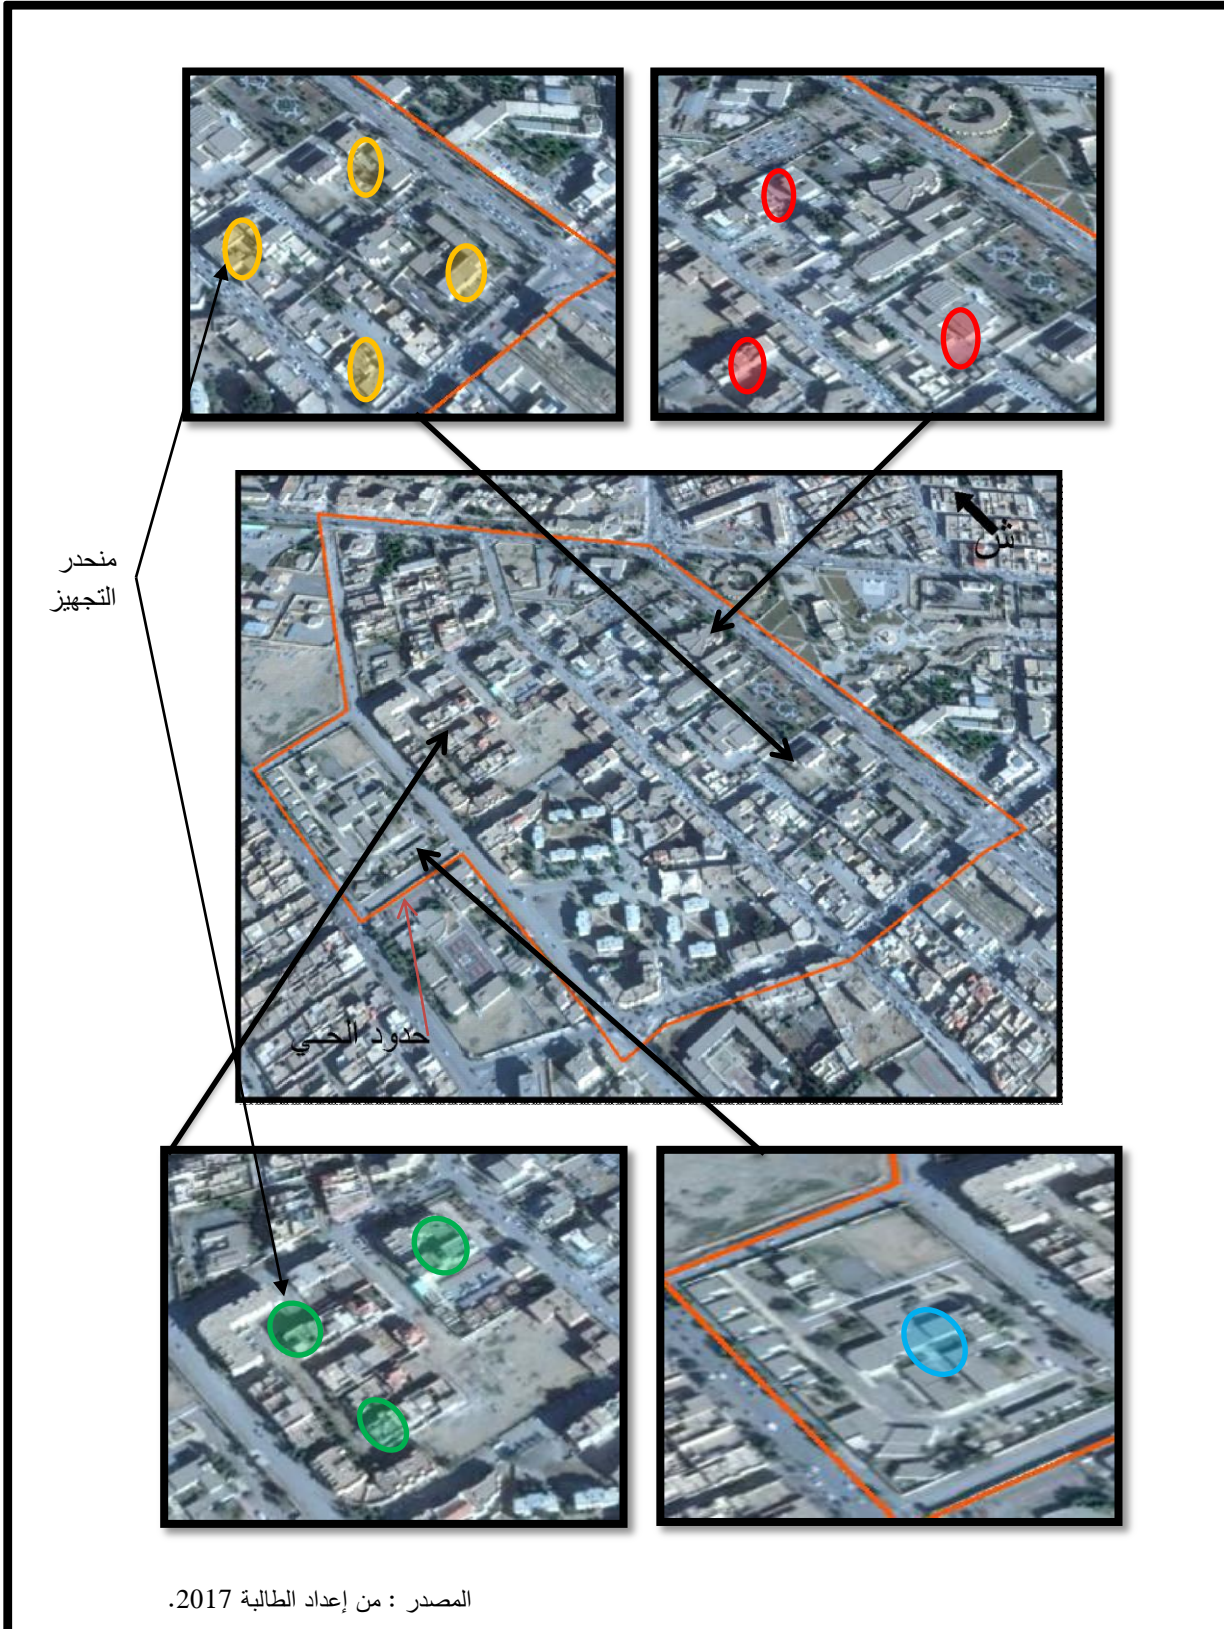 ش
منحدر
التجهيز
حدود الحي
المصدر : من إعداد الطالبة 2017.